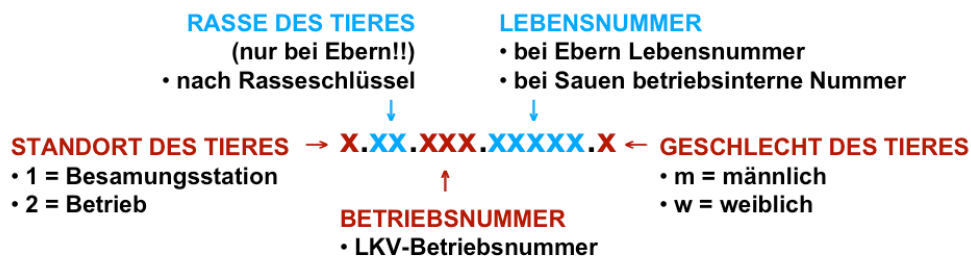 RASSE DES TIERES
(nur bei Ebern!!)
• nach Rasseschlüssel
LEBENSNUMMER
• bei Ebern Lebensnummer
• bei Sauen betriebsinterne Nummer
STANDORT DES TIERES → x.xx.xxx.xxxxx.x ← GESCHLECHT DES TIERES
• 1 = Besamungsstation
• 2 = Betrieb
• m = männlich
• w = weiblich
BETRIEBSNUMMER
• LKV-Betriebsnummer